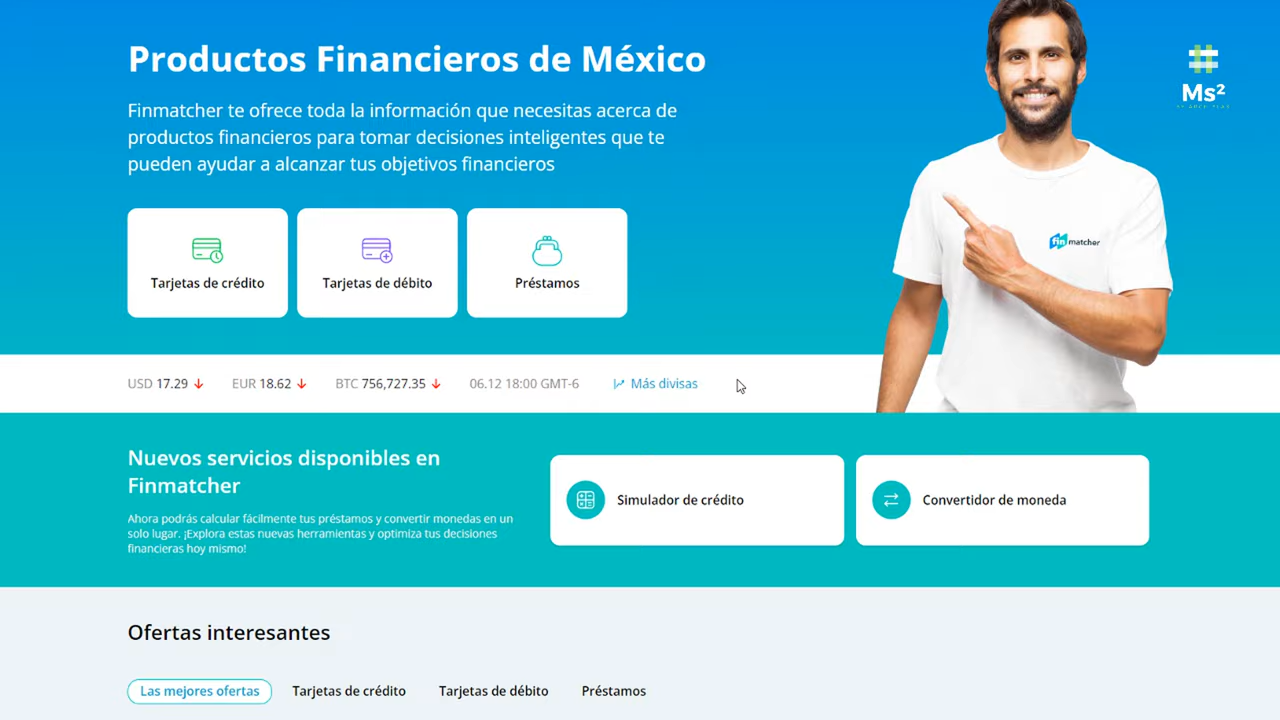 Productos Financieros de México
Finmatcher te ofrece toda la información que necesitas acerca de
productos financieros para tomar decisiones inteligentes que te
pueden ayudar a alcanzar tus objetivos financieros
Ms²
Tarjetas de crédito
Tarjetas de débito
Préstamos
fin matcher
USD 17.29 EUR 18.62 BTC 756,727.35 06.12 18:00 GMT-6 Más divisas
Nuevos servicios disponibles en
Finmatcher
Ahora podrás calcular fácilmente tus préstamos y convertir monedas en un
solo lugar. ¡Explora estas nuevas herramientas y optimiza tus decisiones
financieras hoy mismo!
Simulador de crédito
Convertidor de moneda
Ofertas interesantes
Las mejores ofertas Tarjetas de crédito Tarjetas de débito Préstamos